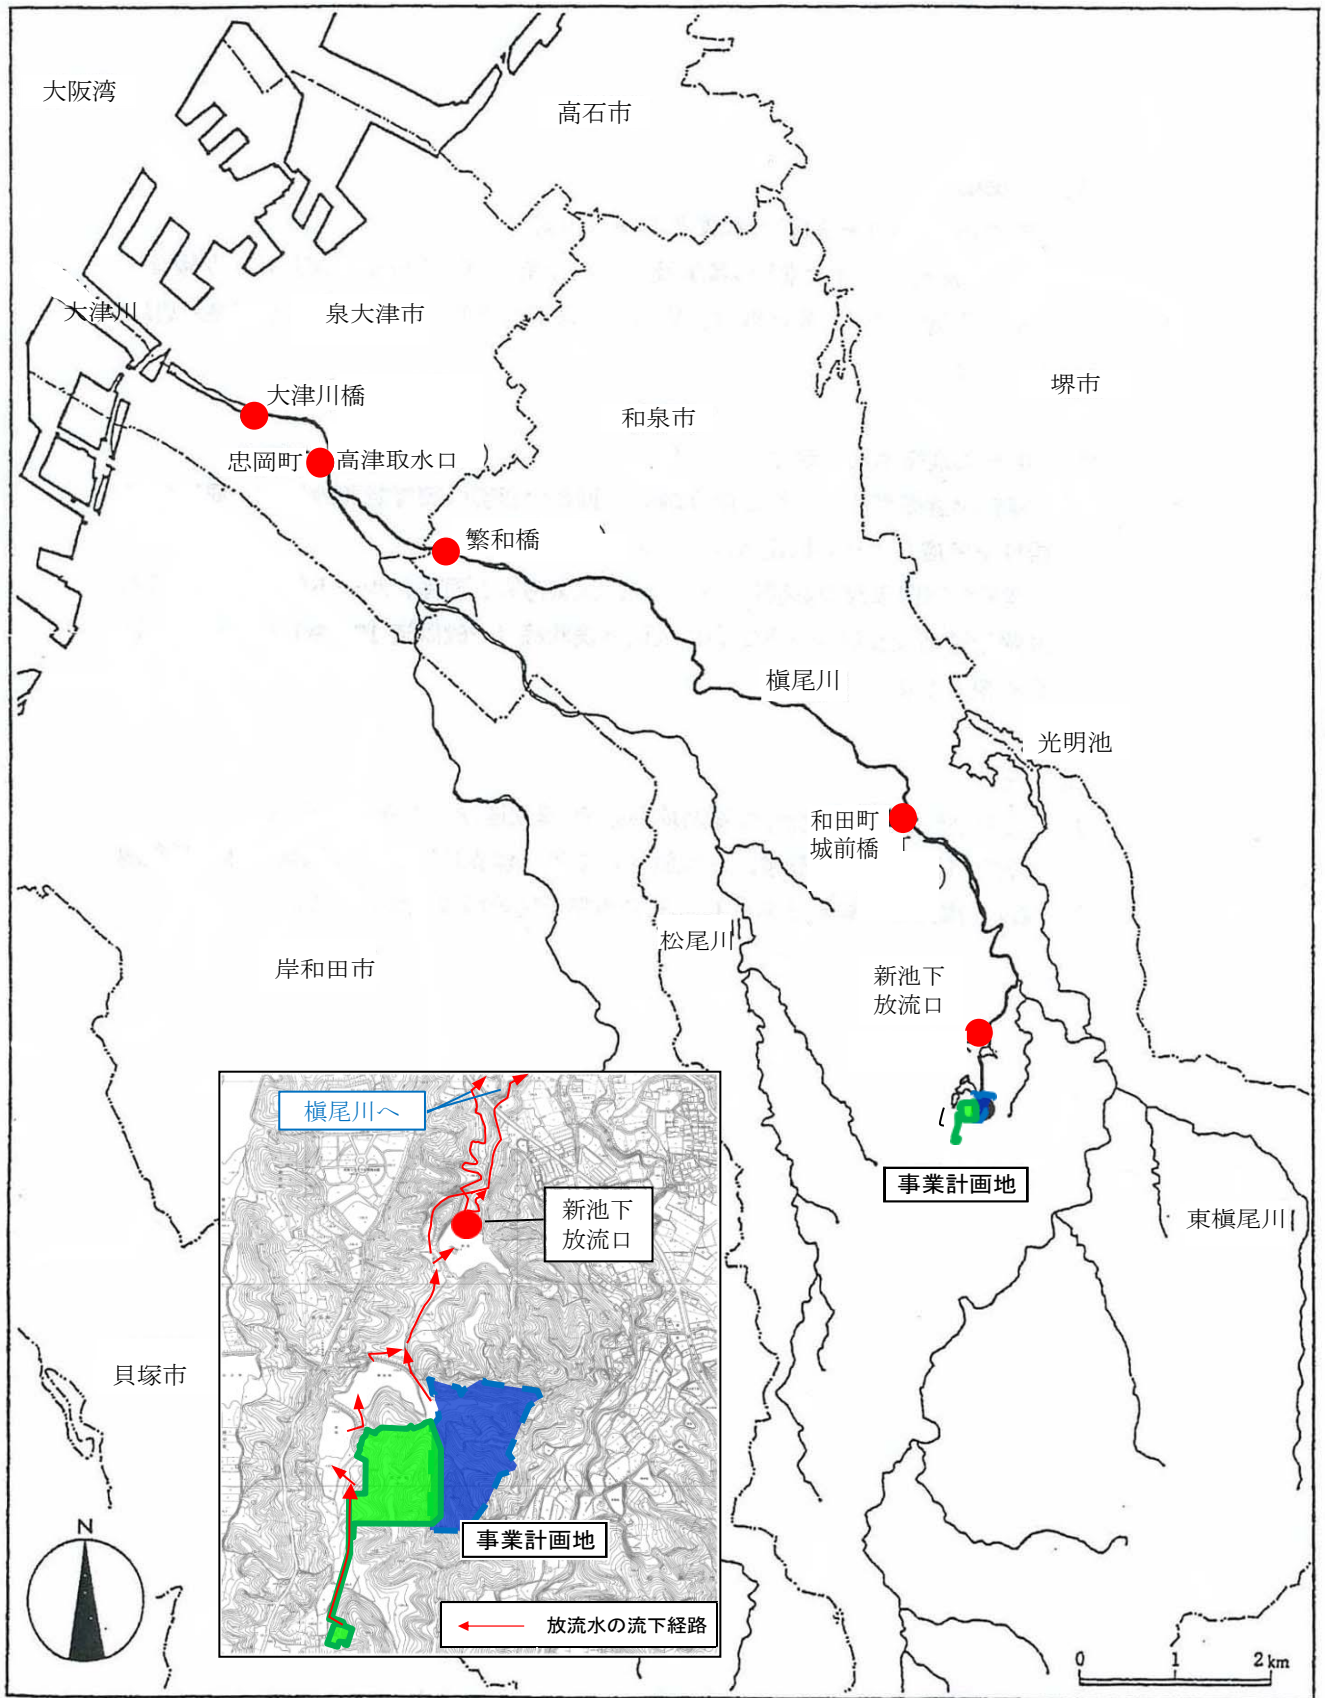 大阪湾
高石市
大津川
泉大津市
大津川橋
堺市
和泉市
忠岡町
高津取水口
繁和橋
槇尾川
光明池
和田町
城前橋
松尾川
岸和田市
新池下
放流口
槇尾川へ
事業計画地
新池下
放流口
東槇尾川
貝塚市
事業計画地
放流水の流下経路
N
0 1 2km